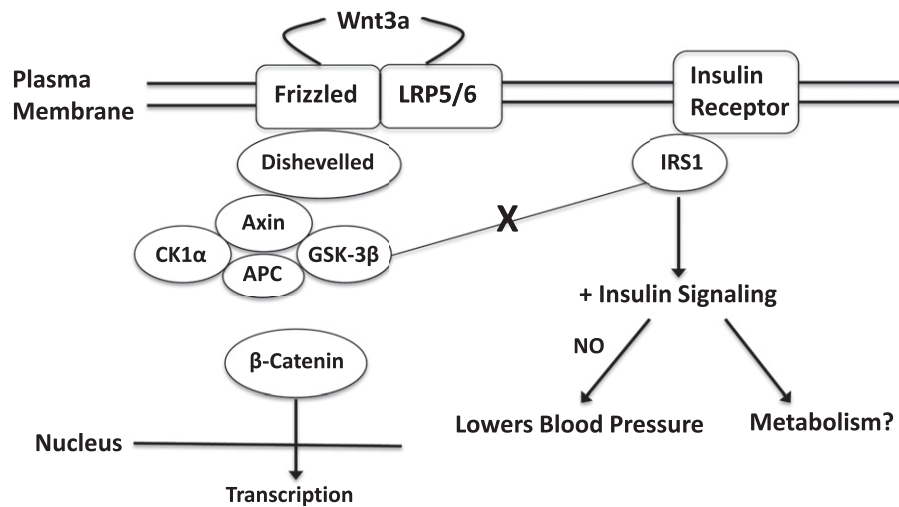 Wnt3a
Plasma
Membrane
Frizzled
LRP5/6
Insulin
Receptor
Dishevelled
IRS1
Axin
CK1α
GSK-3β
APC
X
+ Insulin Signaling
NO
β-Catenin
Lowers Blood Pressure
Metabolism?
Nucleus
Transcription